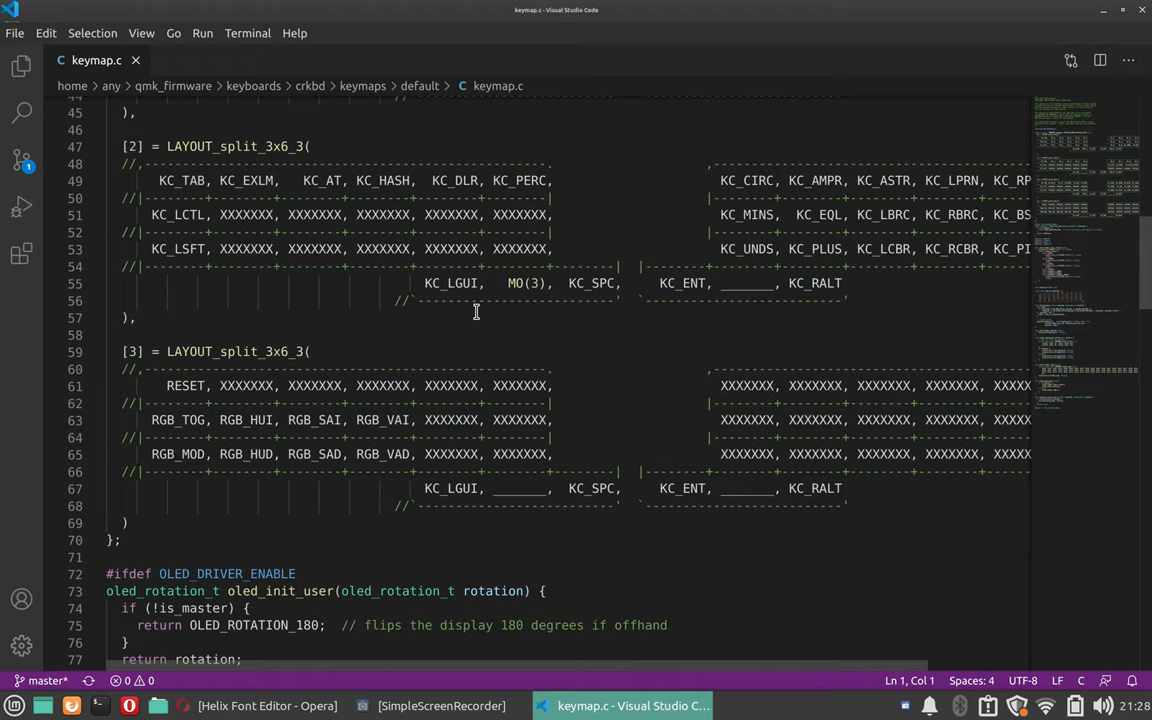 keymap.c - Visual Studio Code
File Edit Selection View Go Run Terminal Help
C keymap.c ×
home > any > qmk_firmware > keyboards > crkbd > keymaps > default > C keymap.c
45 ),
46
47 [2] = LAYOUT_split_3x6_3(
48 //,-----------------------------------------------------. ,-----------------------------------------
49 KC_TAB, KC_EXLM, KC_AT, KC_HASH, KC_DLR, KC_PERC, KC_CIRC, KC_AMPR, KC_ASTR, KC_LPRN, KC_RP
50 //|--------+--------+--------+--------+--------+--------| |--------+--------+--------+--------+-----
51 KC_LCTL, XXXXXXX, XXXXXXX, XXXXXXX, XXXXXXX, XXXXXXX, KC_MINS, KC_EQL, KC_LBRC, KC_RBRC, KC_BS
52 //|--------+--------+--------+--------+--------+--------| |--------+--------+--------+--------+-----
53 KC_LSFT, XXXXXXX, XXXXXXX, XXXXXXX, XXXXXXX, XXXXXXX, KC_UNDS, KC_PLUS, KC_LCBR, KC_RCBR, KC_PI
54 //|--------+--------+--------+--------+--------+--------+--------| |--------+--------+--------+--------+--------+-----
55 KC_LGUI, MO(3), KC_SPC, KC_ENT, _______, KC_RALT
56 //`--------------------------' `--------------------------'
57 ),
58
59 [3] = LAYOUT_split_3x6_3(
60 //,-----------------------------------------------------. ,-----------------------------------------
61 RESET, XXXXXXX, XXXXXXX, XXXXXXX, XXXXXXX, XXXXXXX, XXXXXXX, XXXXXXX, XXXXXXX, XXXXXXX, XXXXX
62 //|--------+--------+--------+--------+--------+--------| |--------+--------+--------+--------+-----
63 RGB_TOG, RGB_HUI, RGB_SAI, RGB_VAI, XXXXXXX, XXXXXXX, XXXXXXX, XXXXXXX, XXXXXXX, XXXXXXX, XXXXX
64 //|--------+--------+--------+--------+--------+--------| |--------+--------+--------+--------+-----
65 RGB_MOD, RGB_HUD, RGB_SAD, RGB_VAD, XXXXXXX, XXXXXXX, XXXXXXX, XXXXXXX, XXXXXXX, XXXXXXX, XXXXX
66 //|--------+--------+--------+--------+--------+--------+--------| |--------+--------+--------+--------+--------+-----
67 KC_LGUI, _______, KC_SPC, KC_ENT, _______, KC_RALT
68 //`--------------------------' `--------------------------'
69 )
70 };
71
72 #ifdef OLED_DRIVER_ENABLE
73 oled_rotation_t oled_init_user(oled_rotation_t rotation) {
74 if (!is_master) {
75 return OLED_ROTATION_180; // flips the display 180 degrees if offhand
76 }
77 return rotation;
1
master* 0 0 Ln 1, Col 1 Spaces: 4 UTF-8 LF C
[Helix Font Editor - Opera] [SimpleScreenRecorder] keymap.c - Visual Studio C... 21:28